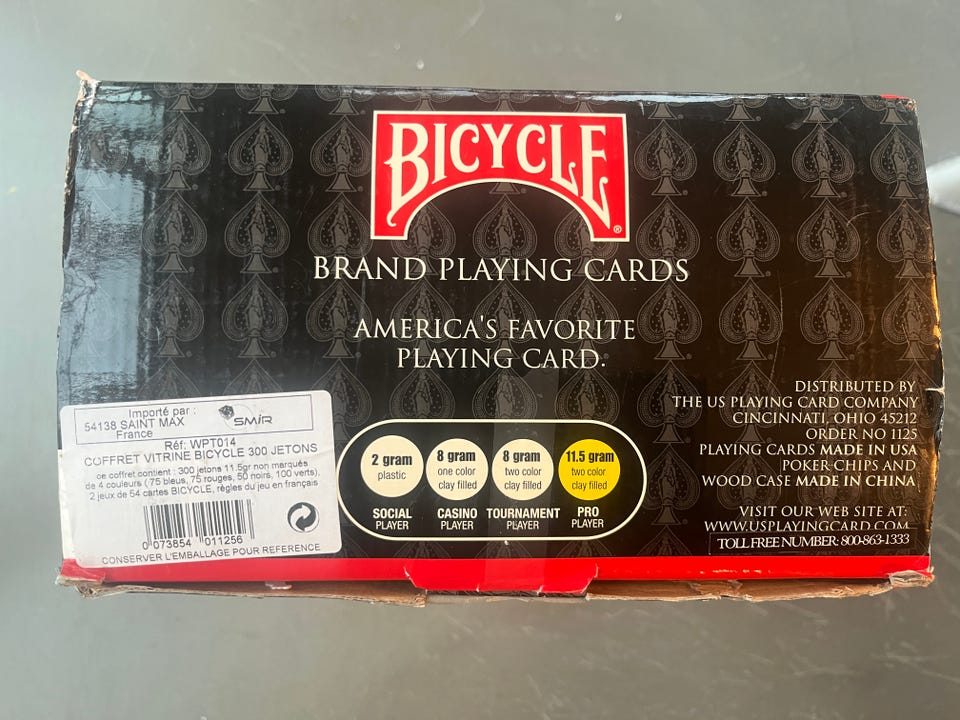 BICYCLE®
BRAND PLAYING CARDS
AMERICA'S FAVORITE
PLAYING CARD.
Importé par :
54138 SAINT MAX
France
SMIR
Réf: WPT014
COFFRET VITRINE BICYCLE 300 JETONS
ce coffret contient : 300 jetons 11.5gr non marqués
de 4 couleurs (75 bleus, 75 rouges, 50 noirs, 100 verts),
2 jeux de 54 cartes BICYCLE, règles du jeu en français
0 073854 011256
CONSERVER L'EMBALLAGE POUR REFERENCE
2 gram
plastic
SOCIAL
PLAYER
8 gram
one color
clay filled
CASINO
PLAYER
8 gram
two color
clay filled
TOURNAMENT
PLAYER
11.5 gram
two color
clay filled
PRO
PLAYER
DISTRIBUTED BY
THE US PLAYING CARD COMPANY
CINCINNATI, OHIO 45212
ORDER NO 1125
PLAYING CARDS MADE IN USA
POKER CHIPS AND
WOOD CASE MADE IN CHINA
VISIT OUR WEB SITE AT:
WWW.USPLAYINGCARD.COM
TOLL FREE NUMBER: 800-863-1333